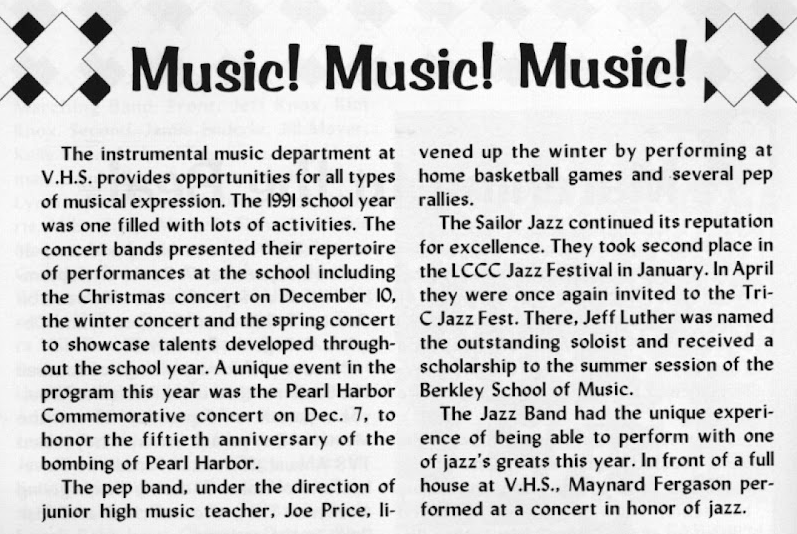 Music! Music! Music!
The instrumental music department at
V.H.S. provides opportunities for all types
of musical expression. The 1991 school year
was one filled with lots of activities. The
concert bands presented their repertoire
of performances at the school including
the Christmas concert on December 10,
the winter concert and the spring concert
to showcase talents developed through-
out the school year. A unique event in the
program this year was the Pearl Harbor
Commemorative concert on Dec. 7, to
honor the fiftieth anniversary of the
bombing of Pearl Harbor.
The pep band, under the direction of
junior high music teacher, Joe Price, li-
vened up the winter by performing at
home basketball games and several pep
rallies.
The Sailor Jazz continued its reputation
for excellence. They took second place in
the LCCC Jazz Festival in January. In April
they were once again invited to the Tri-
C Jazz Fest. There, Jeff Luther was named
the outstanding soloist and received a
scholarship to the summer session of the
Berkley School of Music.
The Jazz Band had the unique experi-
ence of being able to perform with one
of jazz's greats this year. In front of a full
house at V.H.S., Maynard Fergason per-
formed at a concert in honor of jazz.